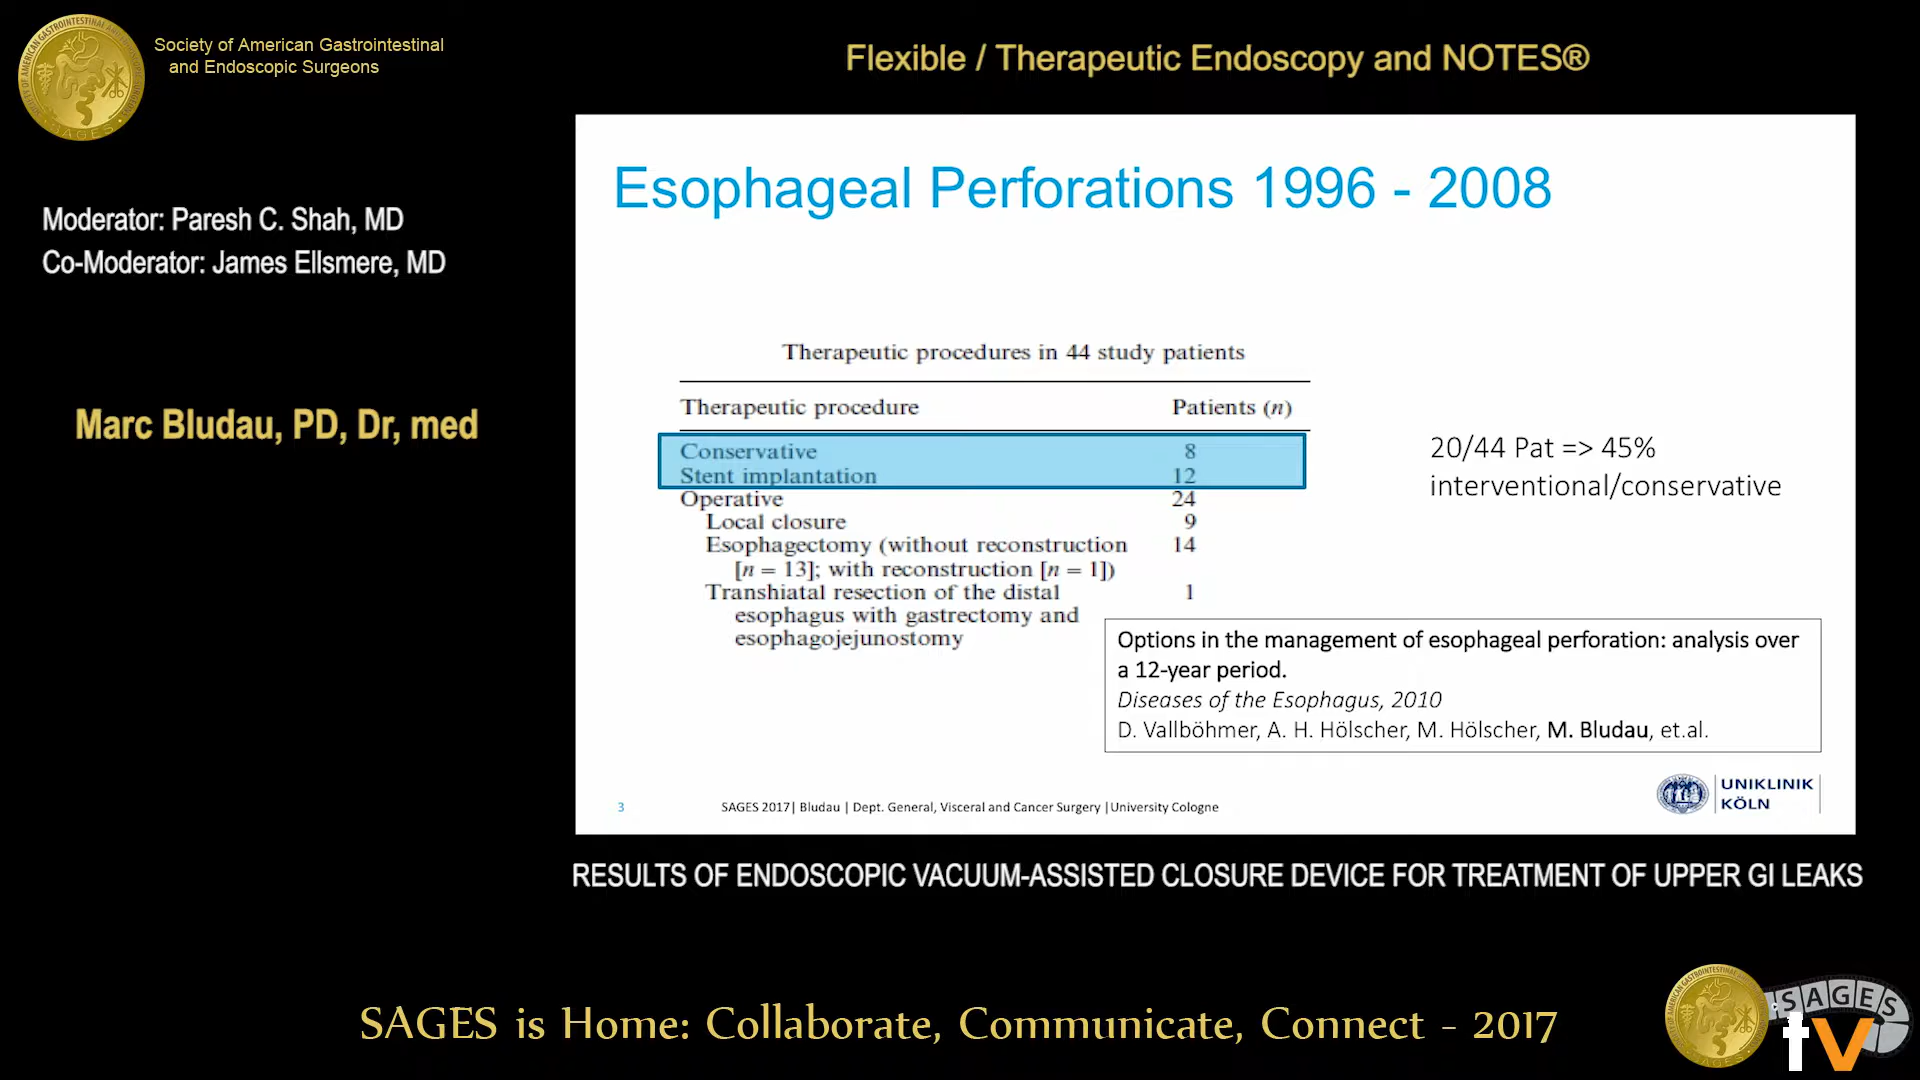 Society of American Gastrointestinal
and Endoscopic Surgeons
Flexible / Therapeutic Endoscopy and NOTES®
Moderator: Paresh C. Shah, MD
Co-Moderator: James Ellsmere, MD
Marc Bludau, PD, Dr, med
Esophageal Perforations 1996 - 2008
Therapeutic procedures in 44 study patients
Therapeutic procedure Patients (n)
Conservative 8
Stent implantation 12
Operative 24
Local closure 9
Esophagectomy (without reconstruction 14
[n = 13]; with reconstruction [n = 1])
Transhiatal resection of the distal 1
esophagus with gastrectomy and
esophagojejunostomy
20/44 Pat => 45%
interventional/conservative
Options in the management of esophageal perforation: analysis over
a 12-year period.
Diseases of the Esophagus, 2010
D. Vallböhmer, A. H. Hölscher, M. Hölscher, M. Bludau, et.al.
3 SAGES 2017| Bludau | Dept. General, Visceral and Cancer Surgery |University Cologne
UNIKLINIK
KÖLN
RESULTS OF ENDOSCOPIC VACUUM-ASSISTED CLOSURE DEVICE FOR TREATMENT OF UPPER GI LEAKS
SAGES is Home: Collaborate, Communicate, Connect - 2017
SAGES
tv